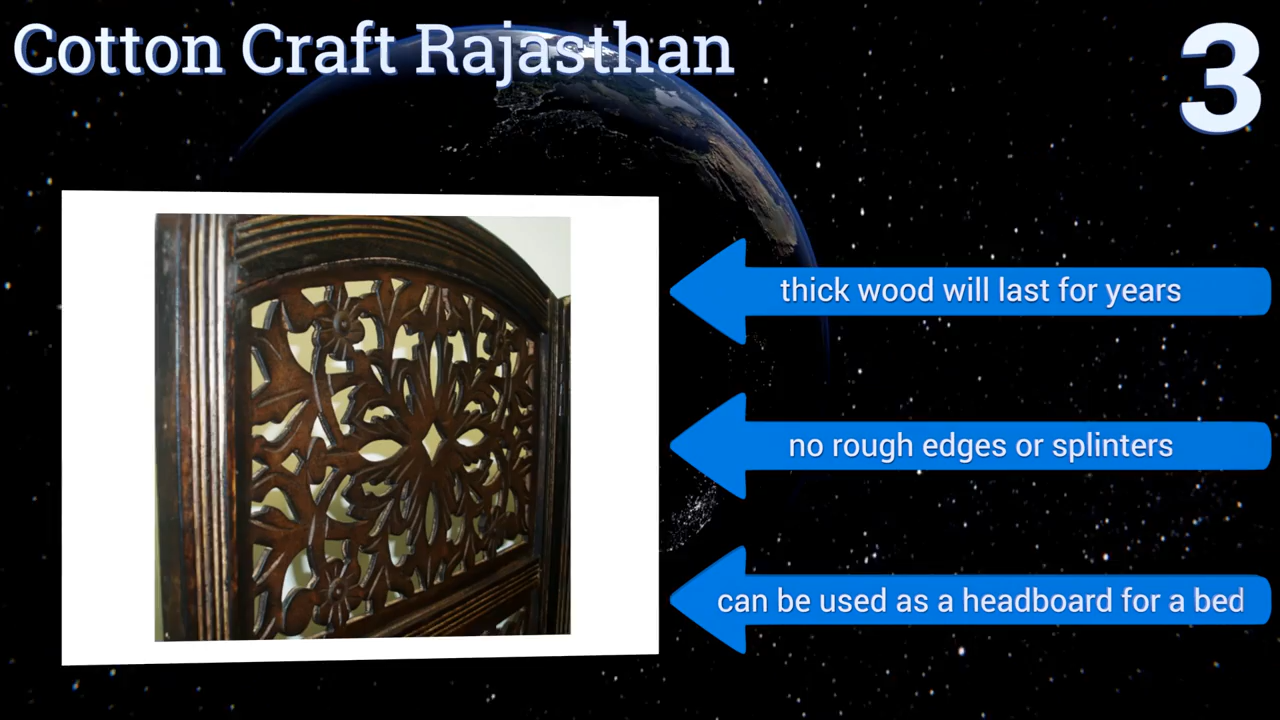 Cotton Craft Rajasthan
3
thick wood will last for years
no rough edges or splinters
can be used as a headboard for a bed